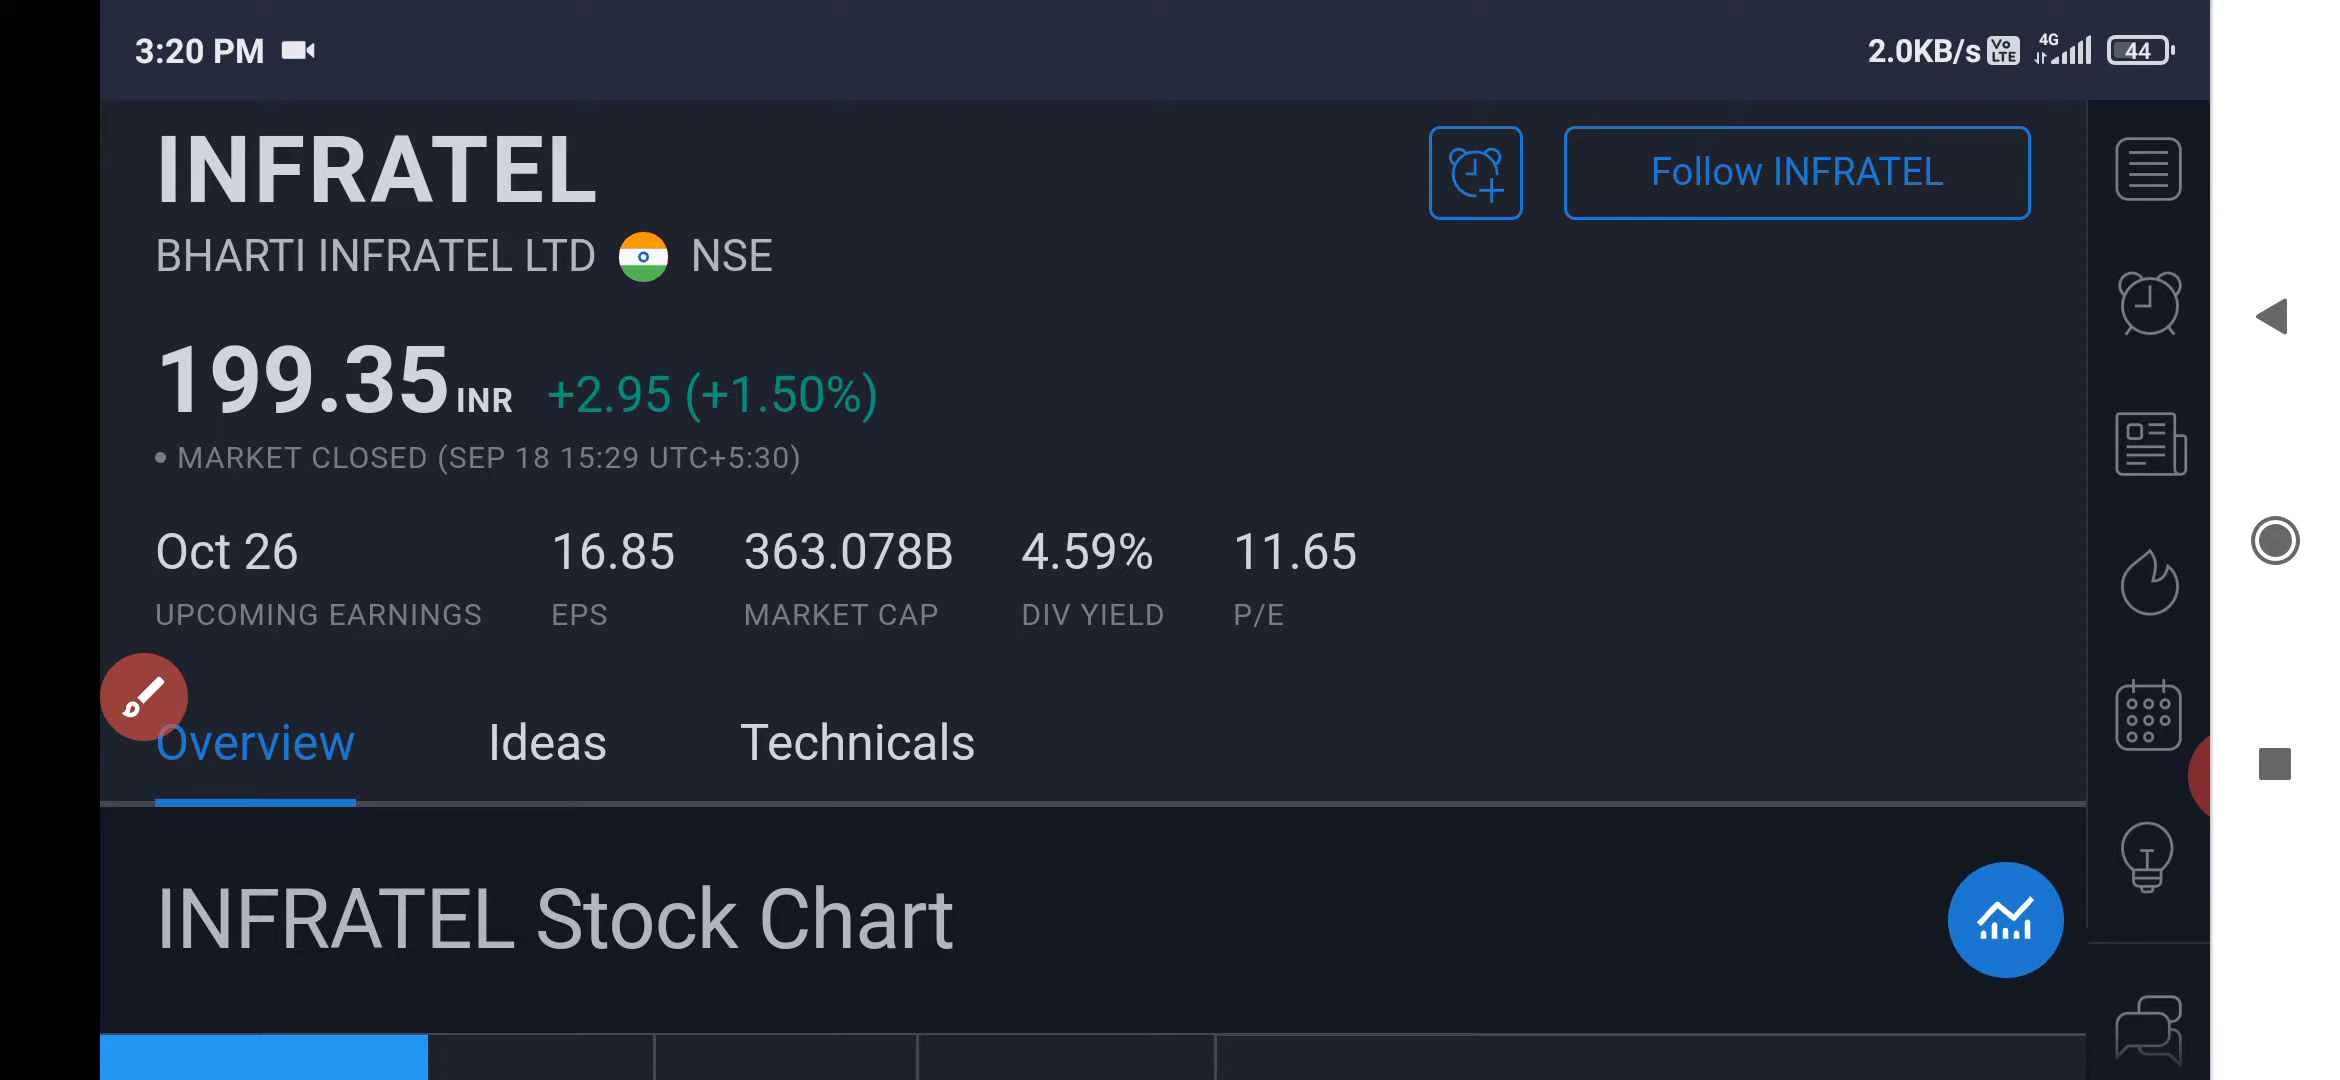 3:20 PM 2.0KB/s Vo LTE 4G 44
INFRATEL
Follow INFRATEL
BHARTI INFRATEL LTD NSE
199.35 INR +2.95 (+1.50%)
• MARKET CLOSED (SEP 18 15:29 UTC+5:30)
Oct 26 16.85 363.078B 4.59% 11.65
UPCOMING EARNINGS EPS MARKET CAP DIV YIELD P/E
Overview Ideas Technicals
INFRATEL Stock Chart